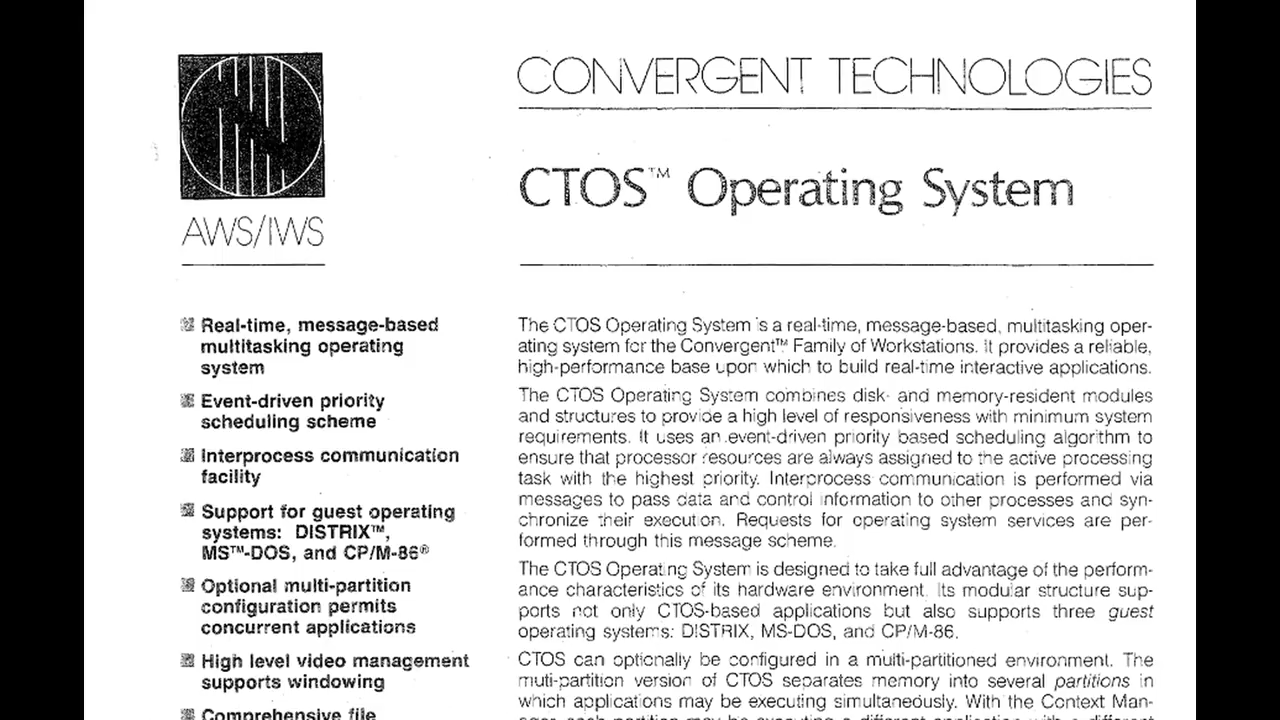 CONVERGENT TECHNOLOGIES
CTOS™ Operating System
AWS/IWS
Real-time, message-based
multitasking operating
system
Event-driven priority
scheduling scheme
Interprocess communication
facility
Support for guest operating
systems: DISTRIX™,
MS™-DOS, and CP/M-86®
Optional multi-partition
configuration permits
concurrent applications
High level video management
supports windowing
Comprehensive file
The CTOS Operating System is a real-time, message-based, multitasking oper-
ating system for the Convergent™ Family of Workstations. It provides a reliable,
high-performance base upon which to build real-time interactive applications.
The CTOS Operating System combines disk- and memory-resident modules
and structures to provide a high level of responsiveness with minimum system
requirements. It uses an event-driven priority based scheduling algorithm to
ensure that processor resources are always assigned to the active processing
task with the highest priority. Interprocess communication is performed via
messages to pass data and control information to other processes and syn-
chronize their execution. Requests for operating system services are per-
formed through this message scheme.
The CTOS Operating System is designed to take full advantage of the perform-
ance characteristics of its hardware environment. Its modular structure sup-
ports not only CTOS-based applications but also supports three guest
operating systems: DISTRIX, MS-DOS, and CP/M-86.
CTOS can optionally be configured in a multi-partitioned environment. The
muti-partition version of CTOS separates memory into several partitions in
which applications may be executing simultaneously. With the Context Man-
ager, each partition may be executing a different application with a different